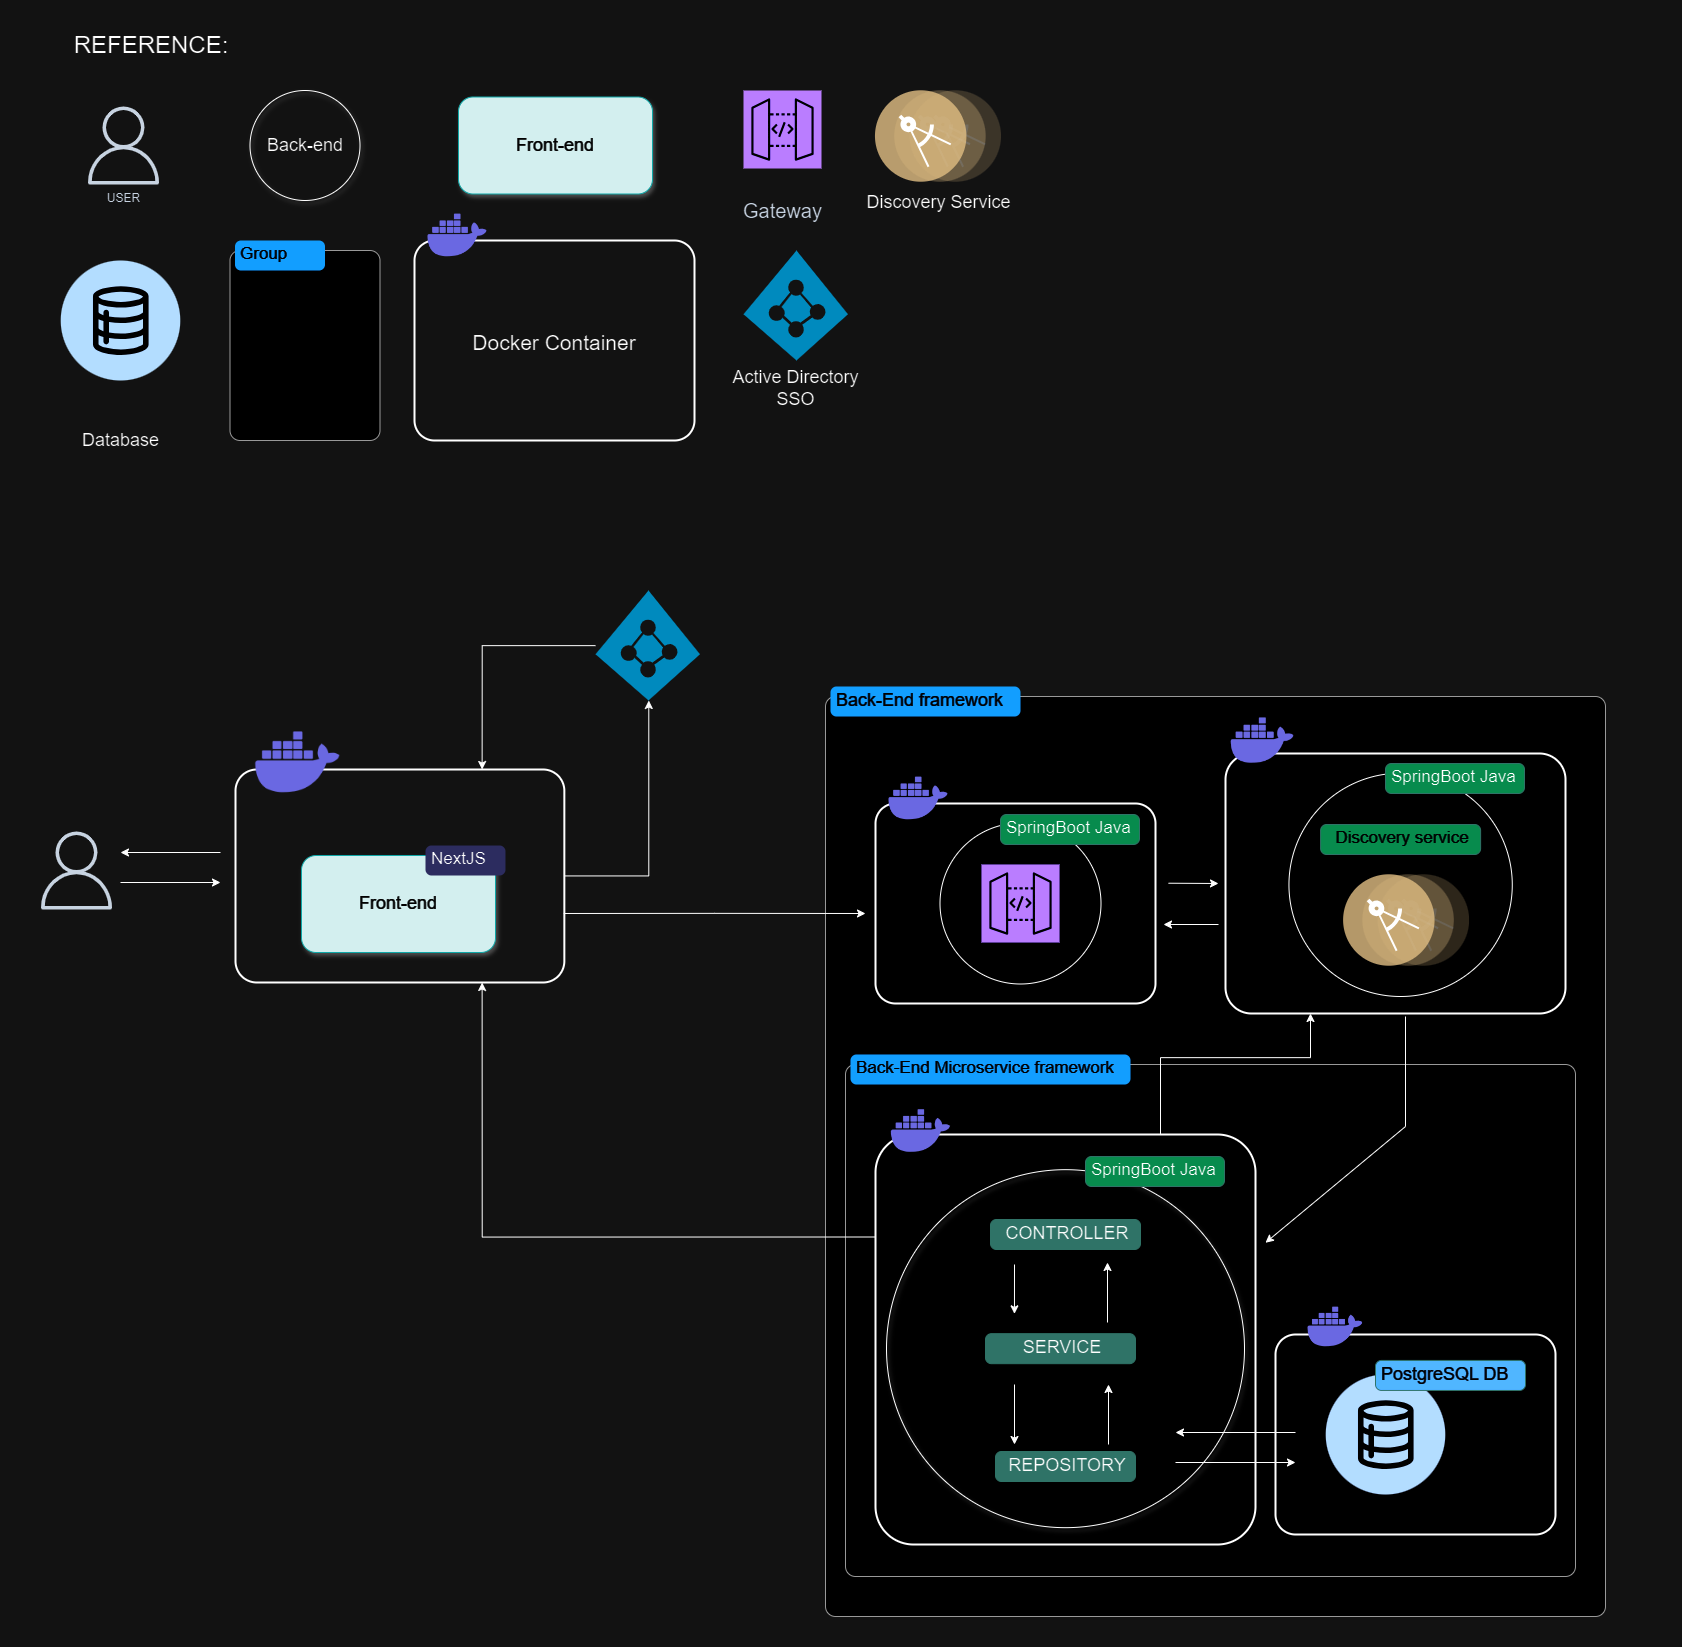 REFERENCE:
USER
Back-end
Front-end
Gateway
Discovery Service
Database
Group
Docker Container
Active Directory
SSO
Back-End framework
SpringBoot Java
SpringBoot Java
Discovery service
NextJS
Front-end
Back-End Microservice framework
SpringBoot Java
CONTROLLER
SERVICE
REPOSITORY
PostgreSQL DB